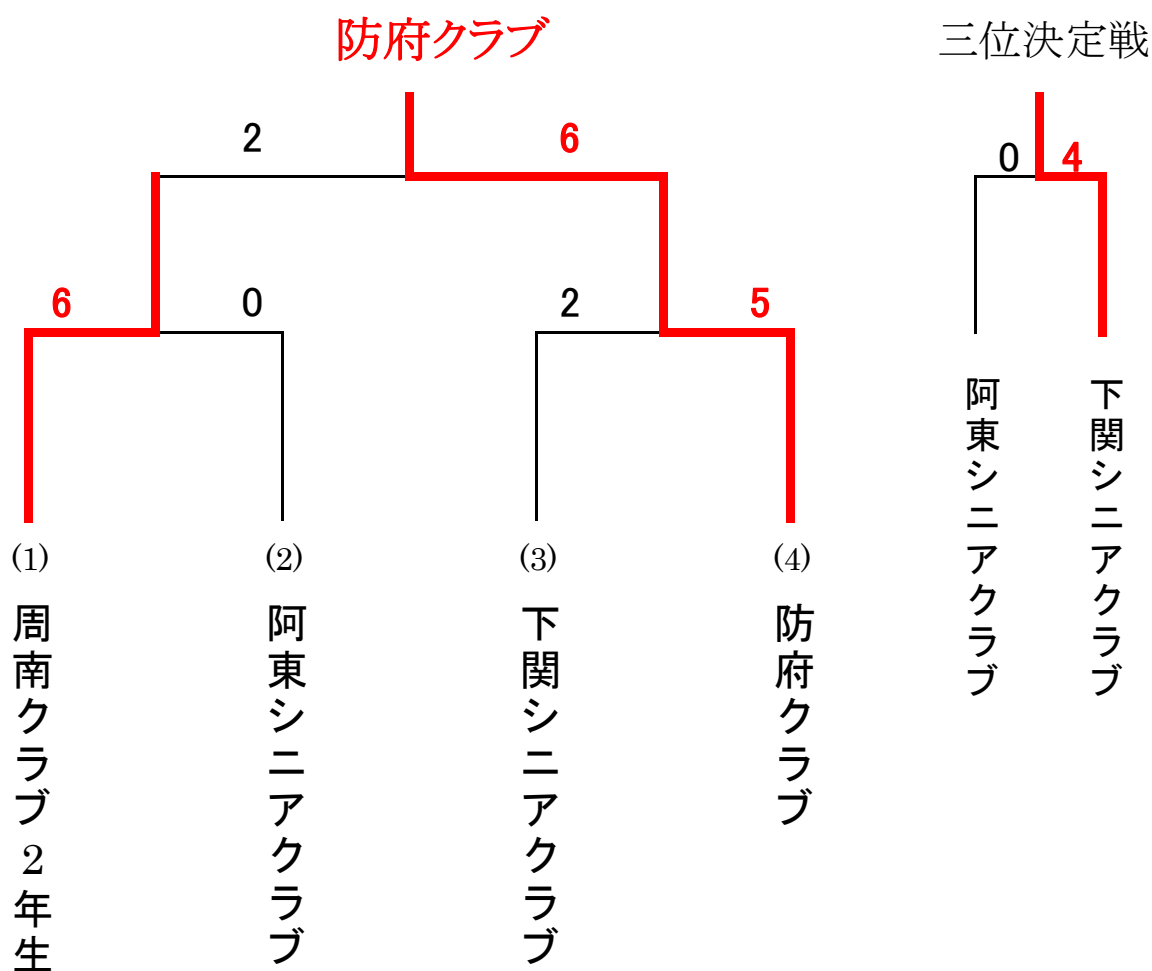 防府クラブ
三位決定戦
2
6
0
4
6
0
2
5
(1)
(2)
(3)
(4)
周南クラブ2年生
阿東シニアクラブ
下関シニアクラブ
防府クラブ
阿東シニアクラブ
下関シニアクラブ